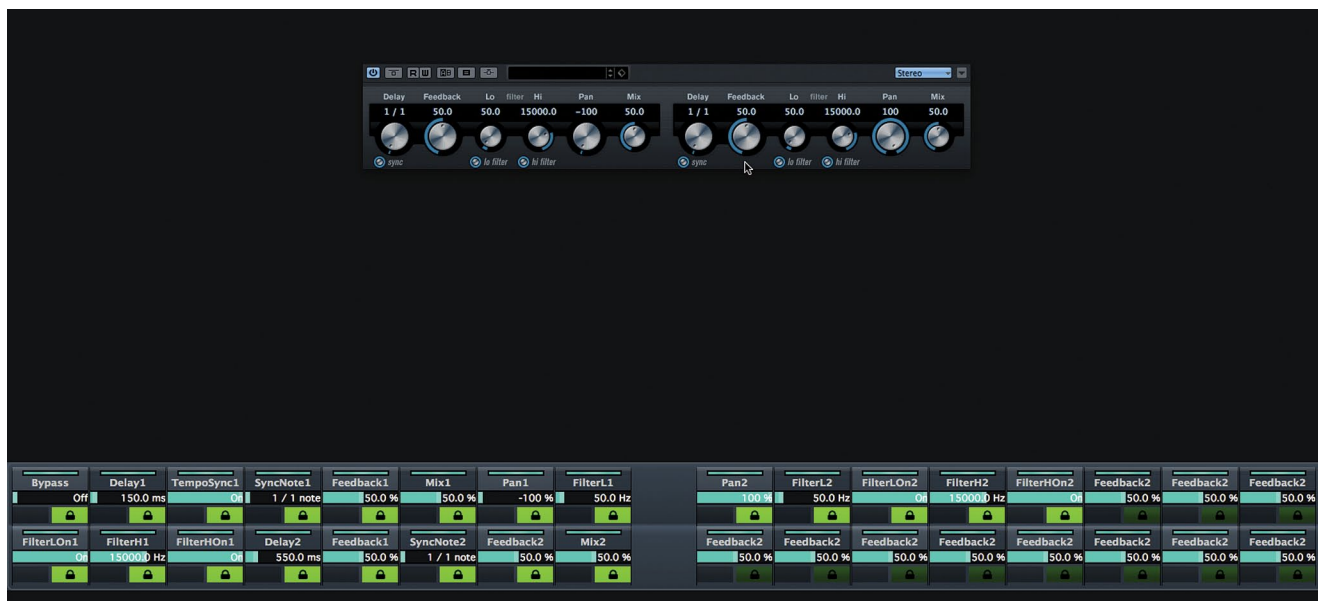 R W A B Stereo
Delay Feedback Lo filter Hi Pan Mix Delay Feedback Lo filter Hi Pan Mix
1 / 1 50.0 50.0 15000.0 -100 50.0 1 / 1 50.0 50.0 15000.0 100 50.0
sync lo filter hi filter sync lo filter hi filter
Bypass Delay1 TempoSync1 SyncNote1 Feedback1 Mix1 Pan1 FilterL1 Pan2 FilterL2 FilterLOn2 FilterH2 FilterHOn2 Feedback2 Feedback2 Feedback2
Off 150.0 ms On 1 / 1 note 50.0 % 50.0 % -100 % 50.0 Hz 100 % 50.0 Hz On 15000.0 Hz On 50.0 % 50.0 % 50.0 %
FilterLOn1 FilterH1 FilterHOn1 Delay2 Feedback1 SyncNote2 Feedback2 Mix2 Feedback2 Feedback2 Feedback2 Feedback2 Feedback2 Feedback2 Feedback2 Feedback2
On 15000.0 Hz On 550.0 ms 50.0 % 1 / 1 note 50.0 % 50.0 % 50.0 % 50.0 % 50.0 % 50.0 % 50.0 % 50.0 % 50.0 % 50.0 %